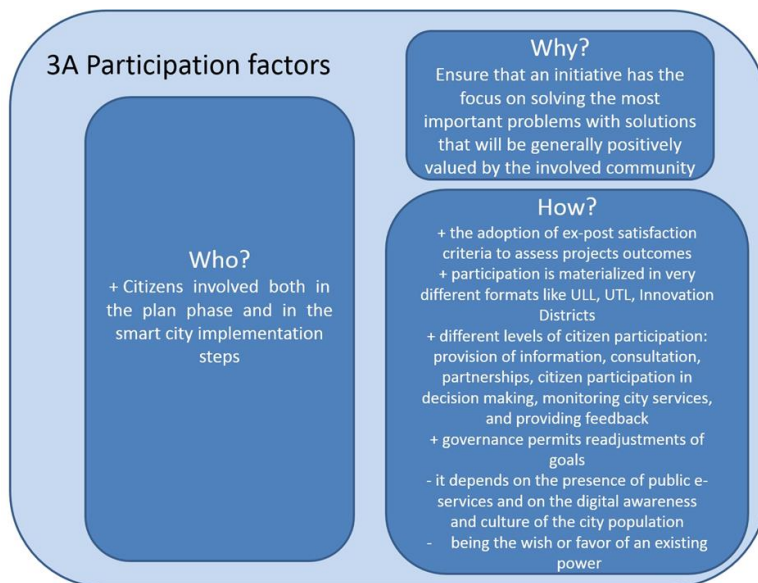 3A Participation factors
Who?
+ Citizens involved both in
the plan phase and in the
smart city implementation
steps
Why?
Ensure that an initiative has the
focus on solving the most
important problems with solutions
that will be generally positively
valued by the involved community
How?
+ the adoption of ex-post satisfaction
criteria to assess projects outcomes
+ participation is materialized in very
different formats like ULL, UTL, Innovation
Districts
+ different levels of citizen participation:
provision of information, consultation,
partnerships, citizen participation in
decision making, monitoring city services,
and providing feedback
+ governance permits readjustments of
goals
- it depends on the presence of public e-
services and on the digital awareness
and culture of the city population
- being the wish or favor of an existing
power